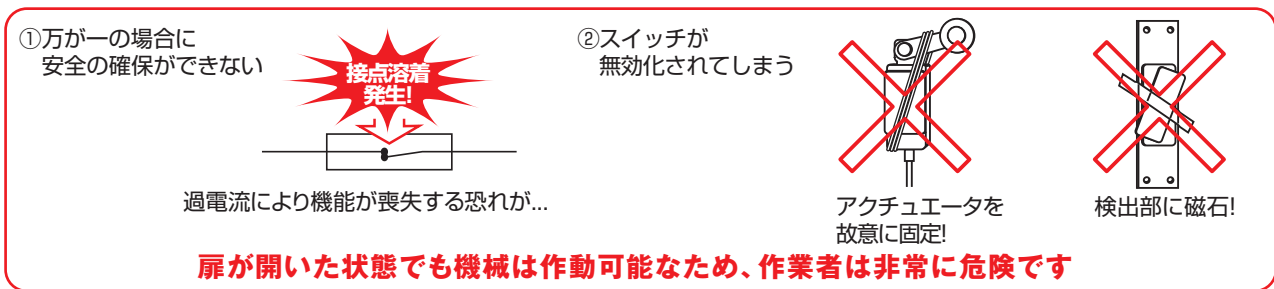 ①万が一の場合に
安全の確保ができない
接点溶着
発生!
過電流により機能が喪失する恐れが...
②スイッチが
無効化されてしまう
アクチュエータを
故意に固定!
検出部に磁石!
扉が開いた状態でも機械は作動可能なため、作業者は非常に危険です